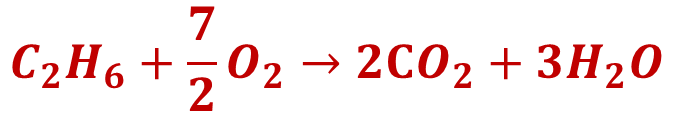 C₂H₆ + 7/2 O₂ → 2CO₂ + 3H₂O